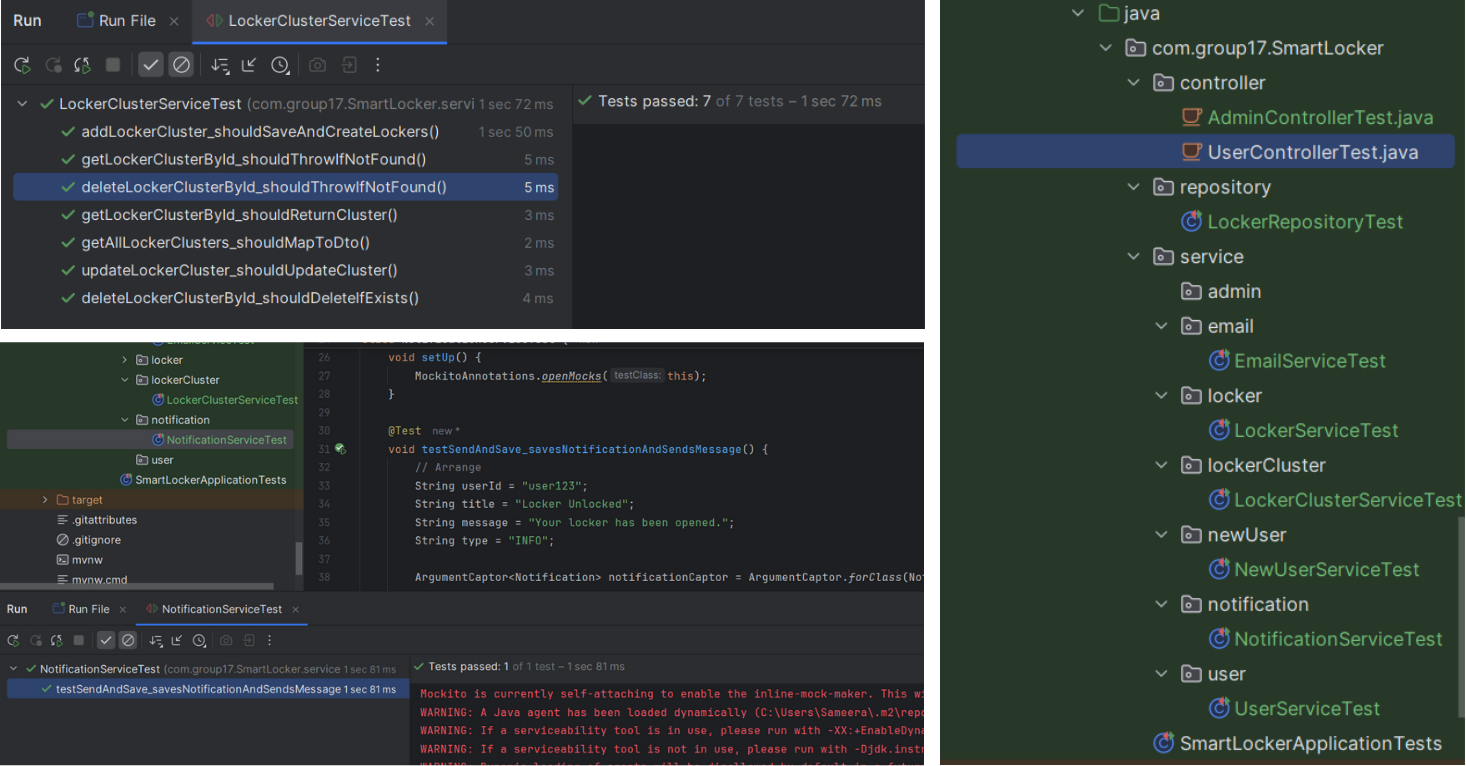 Run Run File × LockerClusterServiceTest ×
LockerClusterServiceTest (com.group17.SmartLocker.servi 1 sec 72 ms
addLockerCluster_shouldSaveAndCreateLockers() 1 sec 50 ms
getLockerClusterById_shouldThrowIfNotFound() 5 ms
deleteLockerClusterById_shouldThrowIfNotFound() 5 ms
getLockerClusterById_shouldReturnCluster() 3 ms
getAllLockerClusters_shouldMapToDto() 2 ms
updateLockerCluster_shouldUpdateCluster() 3 ms
deleteLockerClusterById_shouldDeleteIfExists() 4 ms
Tests passed: 7 of 7 tests – 1 sec 72 ms
locker
lockerCluster
LockerClusterServiceTest
notification
NotificationServiceTest
user
SmartLockerApplicationTests
target
.gitattributes
.gitignore
mvnw
mvnw.cmd
26 void setUp() {
27 MockitoAnnotations.openMocks( testClass: this);
28 }
29
30 @Test new *
31 void testSendAndSave_savesNotificationAndSendsMessage() {
32 // Arrange
33 String userId = "user123";
34 String title = "Locker Unlocked";
35 String message = "Your locker has been opened.";
36 String type = "INFO";
37
38 ArgumentCaptor<Notification> notificationCaptor = ArgumentCaptor.forClass(Not
Run Run File × NotificationServiceTest ×
NotificationServiceTest (com.group17.SmartLocker.service 1 sec 81 ms
testSendAndSave_savesNotificationAndSendsMessage 1 sec 81 ms
Tests passed: 1 of 1 test – 1 sec 81 ms
Mockito is currently self-attaching to enable the inline-mock-maker. This wi
WARNING: A Java agent has been loaded dynamically (C:\Users\Sameera\.m2\repo
WARNING: If a serviceability tool is in use, please run with -XX:+EnableDyna
WARNING: If a serviceability tool is not in use, please run with -Djdk.instr
java
com.group17.SmartLocker
controller
AdminControllerTest.java
UserControllerTest.java
repository
LockerRepositoryTest
service
admin
email
EmailServiceTest
locker
LockerServiceTest
lockerCluster
LockerClusterServiceTest
newUser
NewUserServiceTest
notification
NotificationServiceTest
user
UserServiceTest
SmartLockerApplicationTests